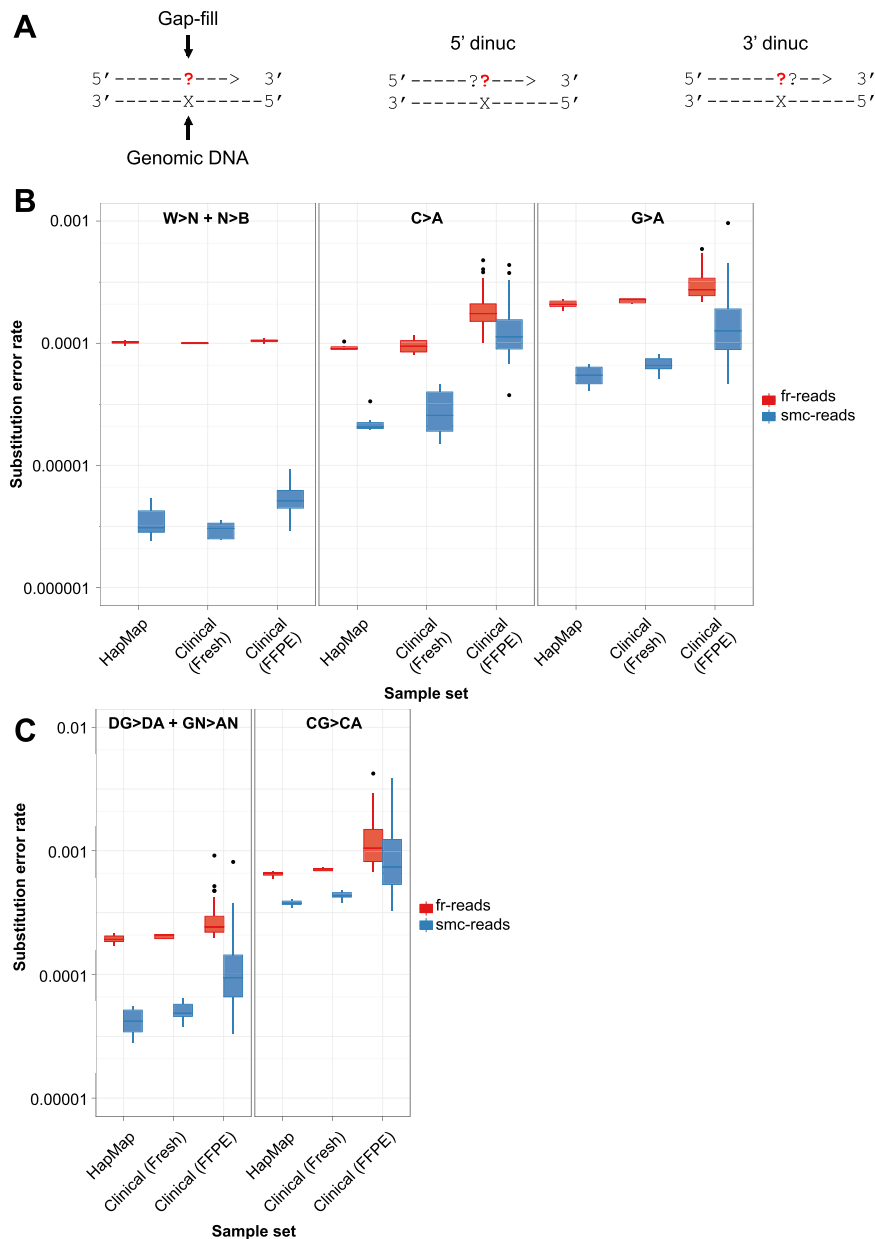 A
Gap-fill
5' dinuc
3' dinuc
5' ------?--> 3'
3' ------X-----5'
5' -----??---> 3'
3' ------X------5'
5' ------??--> 3'
3' ------X------5'
Genomic DNA
B
W>N + N>B
C>A
G>A
Substitution error rate
0.001
0.0001
0.00001
0.000001
fr-reads
smc-reads
HapMap
Clinical
(Fresh)
Clinical
(FFPE)
HapMap
Clinical
(Fresh)
Clinical
(FFPE)
HapMap
Clinical
(Fresh)
Clinical
(FFPE)
Sample set
C
DG>DA + GN>AN
CG>CA
Substitution error rate
0.01
0.001
0.0001
0.00001
fr-reads
smc-reads
HapMap
Clinical (Fresh)
Clinical (FFPE)
HapMap
Clinical (Fresh)
Clinical (FFPE)
Sample set